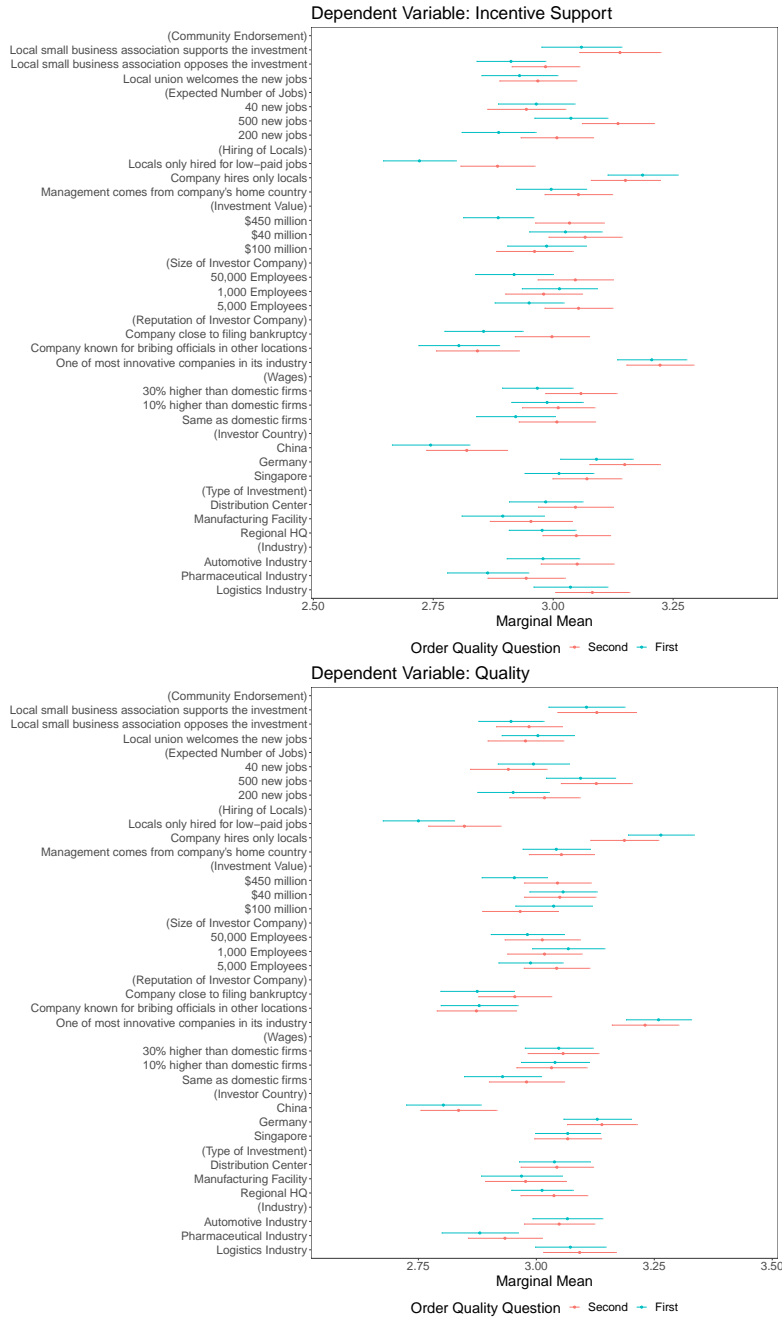 Dependent Variable: Incentive Support
(Community Endorsement)
Local small business association supports the investment
Local small business association opposes the investment
Local union welcomes the new jobs
(Expected Number of Jobs)
40 new jobs
500 new jobs
200 new jobs
(Hiring of Locals)
Locals only hired for low−paid jobs
Company hires only locals
Management comes from company's home country
(Investment Value)
$450 million
$40 million
$100 million
(Size of Investor Company)
50,000 Employees
1,000 Employees
5,000 Employees
(Reputation of Investor Company)
Company close to filing bankruptcy
Company known for bribing officials in other locations
One of most innovative companies in its industry
(Wages)
30% higher than domestic firms
10% higher than domestic firms
Same as domestic firms
(Investor Country)
China
Germany
Singapore
(Type of Investment)
Distribution Center
Manufacturing Facility
Regional HQ
(Industry)
Automotive Industry
Pharmaceutical Industry
Logistics Industry
2.50 2.75 3.00 3.25
Marginal Mean
Order Quality Question Second First
Dependent Variable: Quality
(Community Endorsement)
Local small business association supports the investment
Local small business association opposes the investment
Local union welcomes the new jobs
(Expected Number of Jobs)
40 new jobs
500 new jobs
200 new jobs
(Hiring of Locals)
Locals only hired for low−paid jobs
Company hires only locals
Management comes from company's home country
(Investment Value)
$450 million
$40 million
$100 million
(Size of Investor Company)
50,000 Employees
1,000 Employees
5,000 Employees
(Reputation of Investor Company)
Company close to filing bankruptcy
Company known for bribing officials in other locations
One of most innovative companies in its industry
(Wages)
30% higher than domestic firms
10% higher than domestic firms
Same as domestic firms
(Investor Country)
China
Germany
Singapore
(Type of Investment)
Distribution Center
Manufacturing Facility
Regional HQ
(Industry)
Automotive Industry
Pharmaceutical Industry
Logistics Industry
2.75 3.00 3.25 3.50
Marginal Mean
Order Quality Question Second First